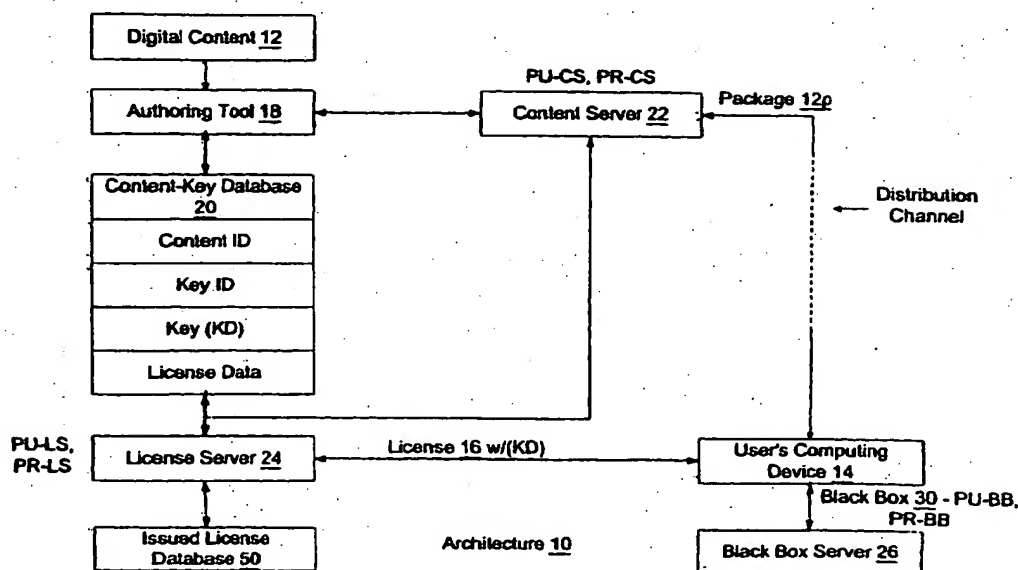 Digital Content 12
PU-CS, PR-CS
Authoring Tool 18
Content Server 22
Package 12p
Content-Key Database
20
Distribution
Channel
Content ID
Key ID
Key (KD)
License Data
PU-LS,
PR-LS
License Server 24
License 16 w/(KD)
User's Computing
Device 14
Black Box 30 - PU-BB,
PR-BB
Issued License
Database 50
Architecture 10
Black Box Server 26